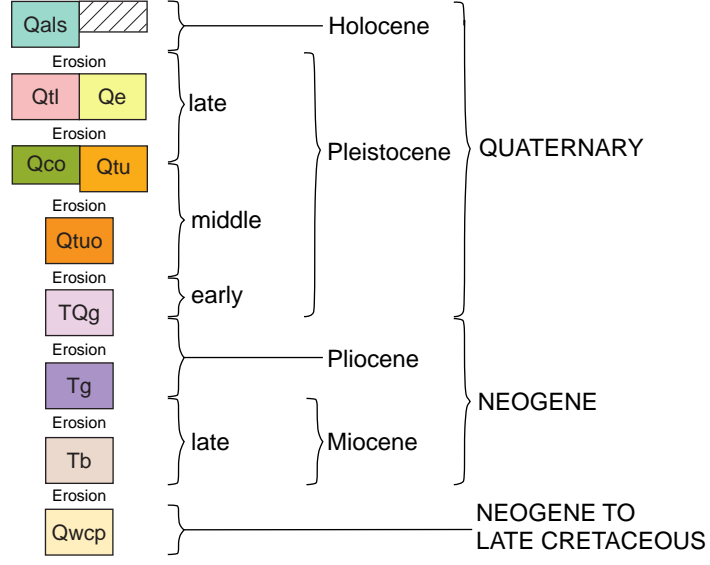 Qals
Holocene
Erosion
Qtl Qe
late
Erosion
Pleistocene
QUATERNARY
Qco Qtu
middle
Erosion
Qtuo
Erosion
early
TQg
Erosion
Pliocene
Tg
NEOGENE
Erosion
late
Miocene
Tb
Erosion
Qwcp
NEOGENE TO
LATE CRETACEOUS